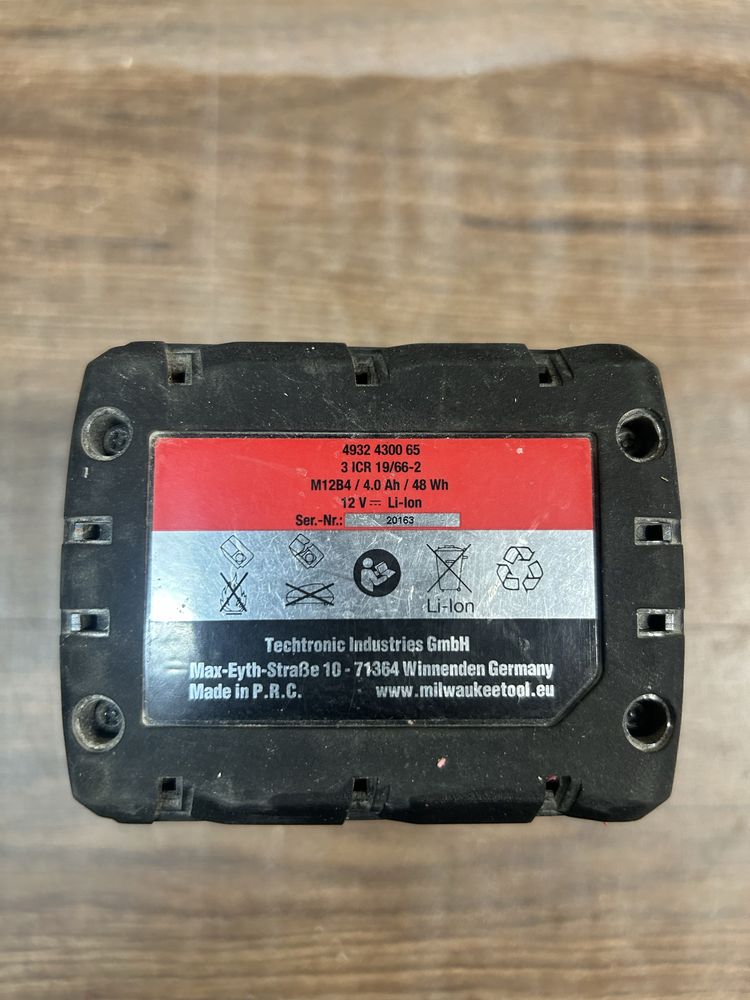 4932 4300 65
3 ICR 19/66-2
M12B4 / 4.0 Ah / 48 Wh
12 V ⎓ Li-Ion
Ser.-Nr.: 20163
Li-Ion
Techtronic Industries GmbH
Max-Eyth-Straße 10 - 71364 Winnenden Germany
Made in P.R.C. www.milwaukeetool.eu